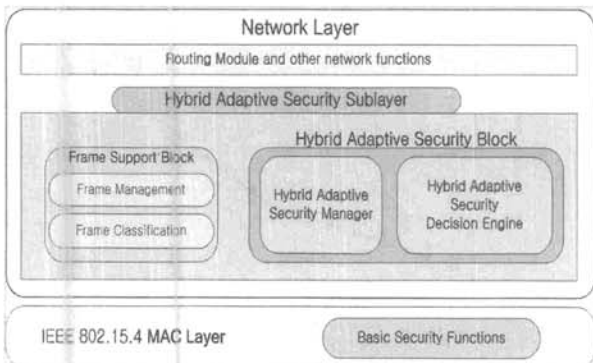 Network Layer
Routing Module and other network functions
Hybrid Adaptive Security Sublayer
Hybrid Adaptive Security Block
Frame Support Block
Frame Management
Frame Classification
Hybrid Adaptive
Security Manager
Hybrid Adaptive
Security
Decision Engine
IEEE 802.15.4 MAC Layer
Basic Security Functions